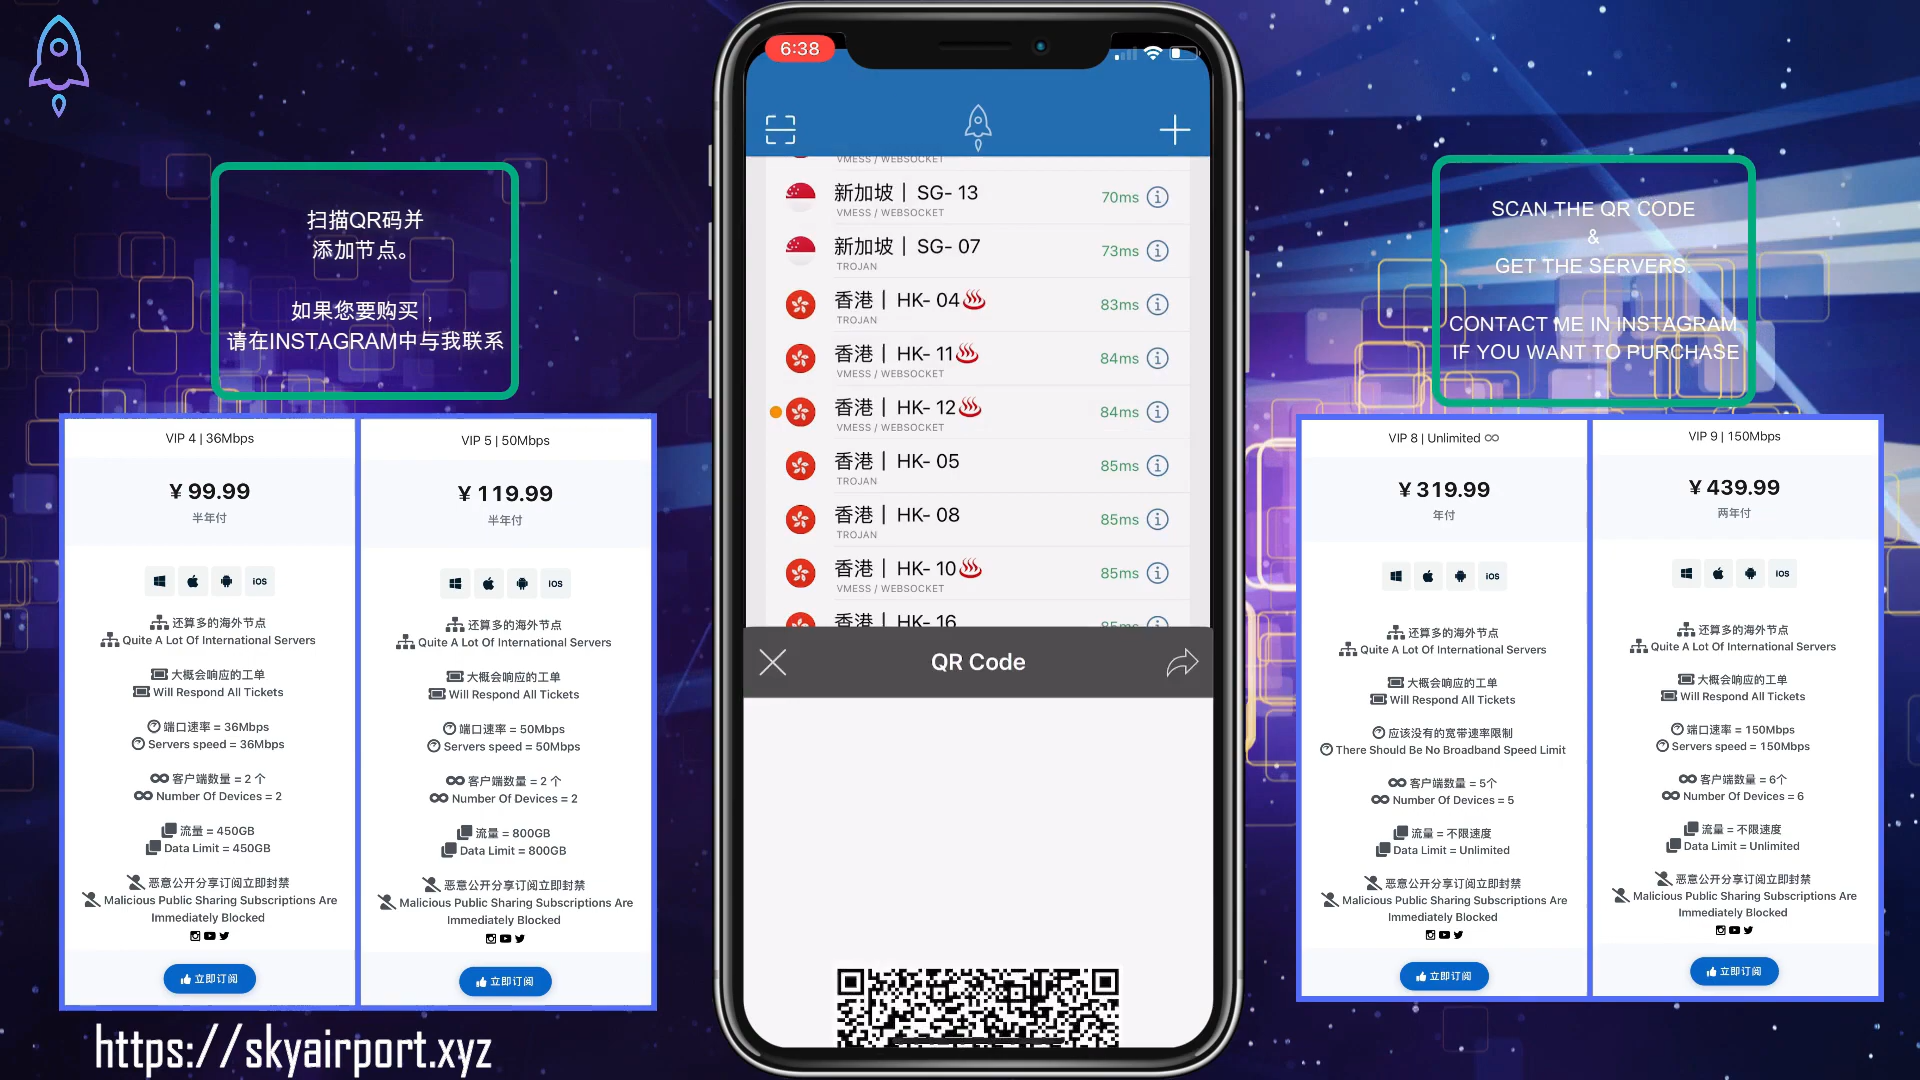 扫描QR码并
添加节点。
如果您要购买，
请在INSTAGRAM中与我联系
VIP 4 | 36Mbps
¥ 99.99
半年付
iOS
还算多的海外节点
Quite A Lot Of International Servers
大概会响应的工单
Will Respond All Tickets
端口速率 = 36Mbps
Servers speed = 36Mbps
客户端数量 = 2 个
Number Of Devices = 2
流量 = 450GB
Data Limit = 450GB
恶意公开分享订阅立即封禁
Malicious Public Sharing Subscriptions Are
Immediately Blocked
立即订阅
VIP 5 | 50Mbps
¥ 119.99
半年付
iOS
还算多的海外节点
Quite A Lot Of International Servers
大概会响应的工单
Will Respond All Tickets
端口速率 = 50Mbps
Servers speed = 50Mbps
客户端数量 = 2 个
Number Of Devices = 2
流量 = 800GB
Data Limit = 800GB
恶意公开分享订阅立即封禁
Malicious Public Sharing Subscriptions Are
Immediately Blocked
立即订阅
https://skyairport.xyz
6:38
VMESS / WEBSOCKET
新加坡｜ SG- 13
70ms
VMESS / WEBSOCKET
新加坡｜ SG- 07
73ms
TROJAN
香港｜ HK- 04♨
83ms
TROJAN
香港｜ HK- 11♨
84ms
VMESS / WEBSOCKET
香港｜ HK- 12♨
84ms
VMESS / WEBSOCKET
香港｜ HK- 05
85ms
TROJAN
香港｜ HK- 08
85ms
TROJAN
香港｜ HK- 10♨
85ms
VMESS / WEBSOCKET
香港｜ HK- 16
85ms
QR Code
SCAN THE QR CODE
&
GET THE SERVERS.
CONTACT ME IN INSTAGRAM
IF YOU WANT TO PURCHASE
VIP 8 | Unlimited ∞
¥ 319.99
年付
iOS
还算多的海外节点
Quite A Lot Of International Servers
大概会响应的工单
Will Respond All Tickets
应该没有的宽带速率限制
There Should Be No Broadband Speed Limit
客户端数量 = 5个
Number Of Devices = 5
流量 = 不限速度
Data Limit = Unlimited
恶意公开分享订阅立即封禁
Malicious Public Sharing Subscriptions Are
Immediately Blocked
立即订阅
VIP 9 | 150Mbps
¥ 439.99
两年付
iOS
还算多的海外节点
Quite A Lot Of International Servers
大概会响应的工单
Will Respond All Tickets
端口速率 = 150Mbps
Servers speed = 150Mbps
客户端数量 = 6个
Number Of Devices = 6
流量 = 不限速度
Data Limit = Unlimited
恶意公开分享订阅立即封禁
Malicious Public Sharing Subscriptions Are
Immediately Blocked
立即订阅